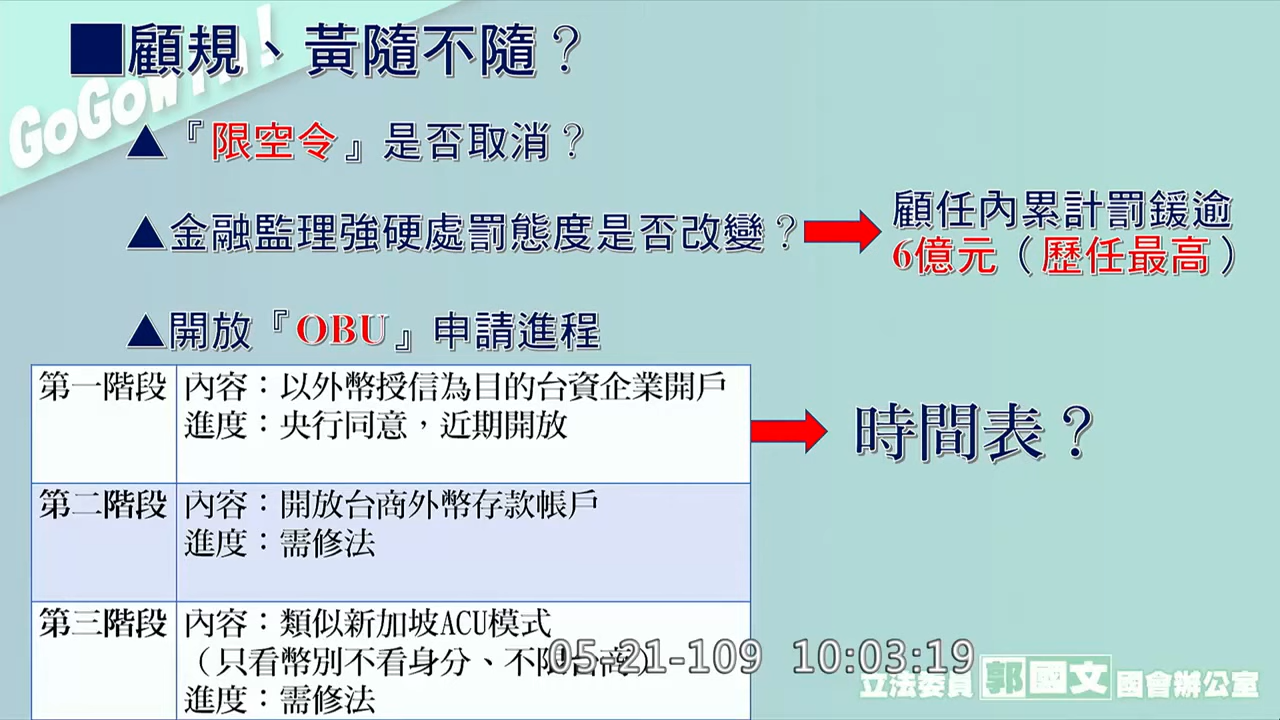 ■顧規、黃隨不隨？
▲『限空令』是否取消？
▲金融監理強硬處罰態度是否改變？
顧任內累計罰鍰逾
6億元（歷任最高）
▲開放『OBU』申請進程
第一階段
內容：以外幣授信為目的台資企業開戶
進度：央行同意，近期開放
時間表？
第二階段
內容：開放台商外幣存款帳戶
進度：需修法
第三階段
內容：類似新加坡ACU模式
（只看幣別不看身分、不限台商）
進度：需修法
05-21-109 10:03:19
立法委員 郭國文 國會辦公室